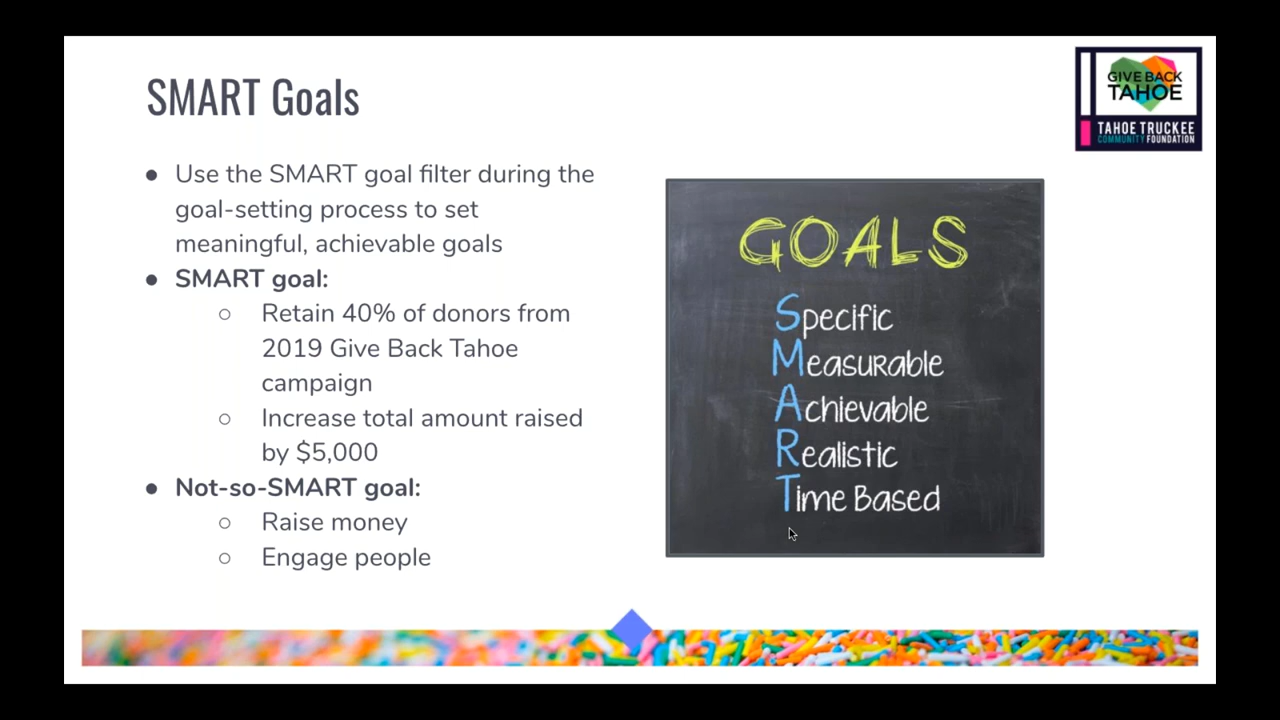 SMART Goals
GIVE BACK
TAHOE
TAHOE TRUCKEE
COMMUNITY FOUNDATION
● Use the SMART goal filter during the
goal-setting process to set
meaningful, achievable goals
● SMART goal:
○ Retain 40% of donors from
2019 Give Back Tahoe
campaign
○ Increase total amount raised
by $5,000
● Not-so-SMART goal:
○ Raise money
○ Engage people
GOALS
Specific
Measurable
Achievable
Realistic
Time Based